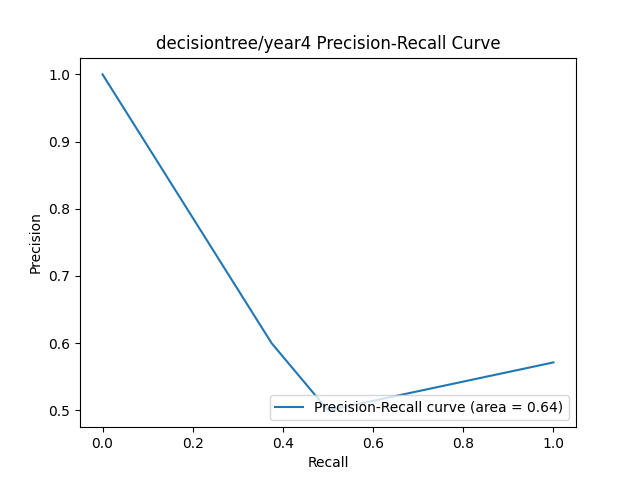 decisiontree/year4 Precision-Recall Curve
1.0
0.9
0.8
0.7
0.6
0.5
Precision
Precision-Recall curve (area = 0.64)
0.0 0.2 0.4 0.6 0.8 1.0
Recall